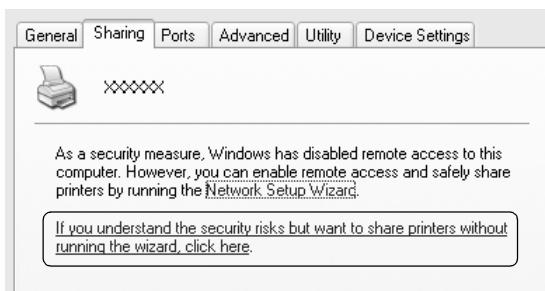 General Sharing Ports Advanced Utility Device Settings
XXXXXX
As a security measure, Windows has disabled remote access to this
computer. However, you can enable remote access and safely share
printers by running the Network Setup Wizard.
If you understand the security risks but want to share printers without
running the wizard, click here.